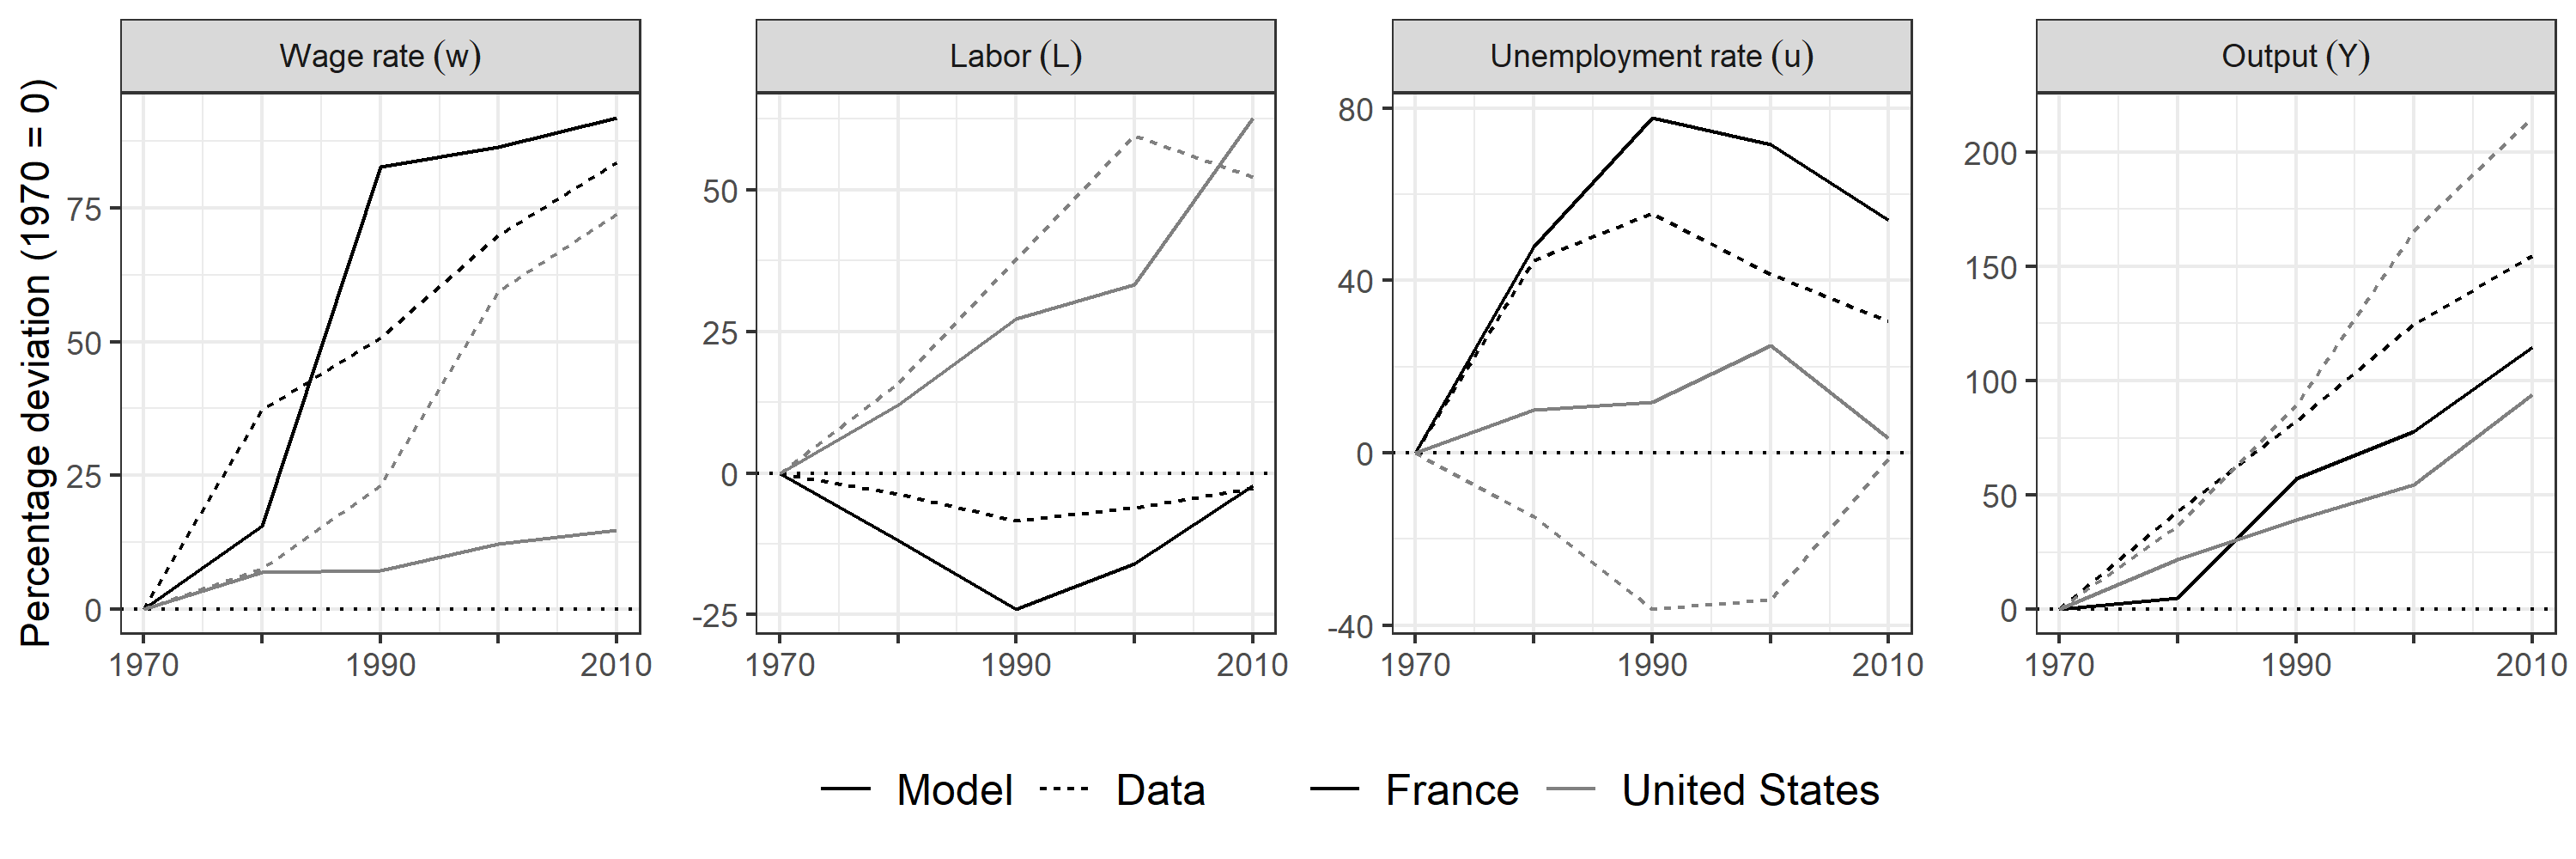 Percentage deviation (1970 = 0)
Wage rate (w)
75
50
25
0
1970 1990 2010
Labor (L)
50
25
0
-25
1970 1990 2010
Unemployment rate (u)
80
40
0
-40
1970 1990 2010
Output (Y)
200
150
100
50
0
1970 1990 2010
Model Data France United States